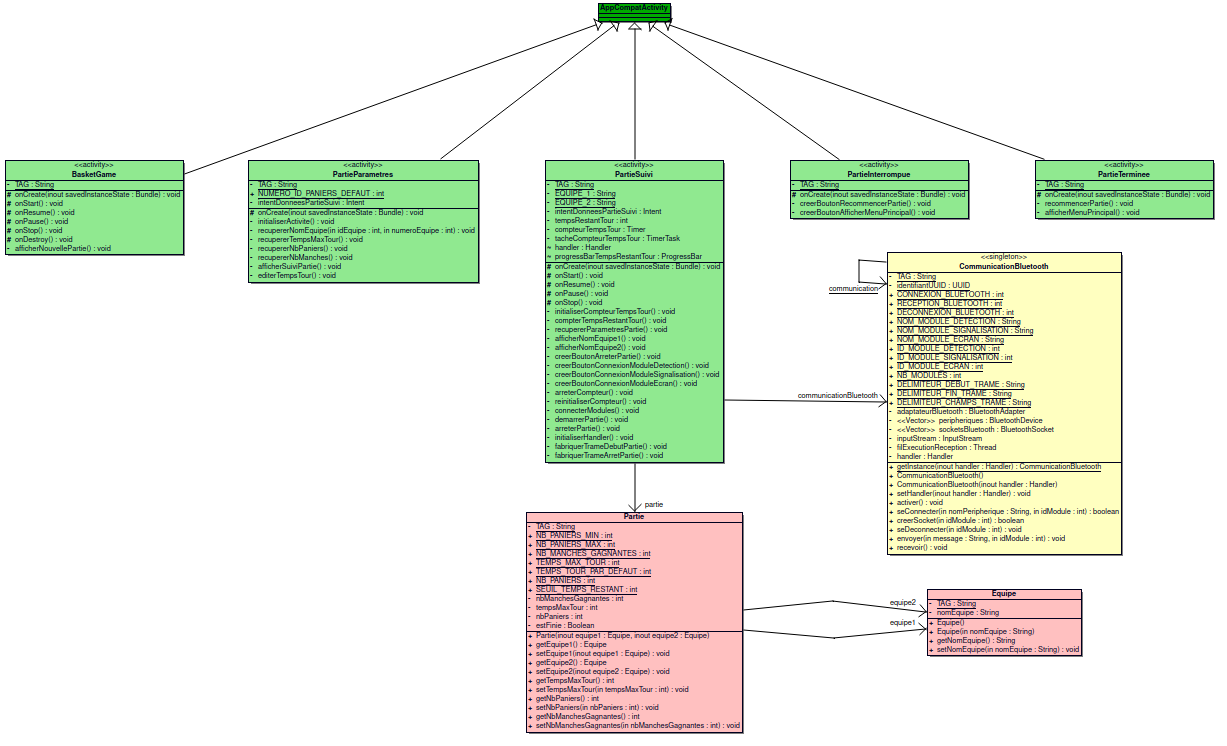 AppCompatActivity
<<activity>>
BasketGame
- TAG : String
# onCreate(inout savedInstanceState : Bundle) : void
# onStart() : void
# onResume() : void
# onPause() : void
# onStop() : void
# onDestroy() : void
- afficherNouvellePartie() : void
<<activity>>
PartieParametres
- TAG : String
+ NUMERO_ID_PANIERS_DEFAUT : int
- intentDonneesPartieSuivi : Intent
# onCreate(inout savedInstanceState : Bundle) : void
- initialiserActivite() : void
- recupererNomEquipe(in idEquipe : int, in numeroEquipe : int) : void
- recupererTempsMaxTour() : void
- recupererNbPaniers() : void
- recupererNbManches() : void
- afficherSuiviPartie() : void
- editerTempsTour() : void
<<activity>>
PartieSuivi
- TAG : String
- EQUIPE_1 : String
- EQUIPE_2 : String
- intentDonneesPartieSuivi : Intent
- tempsRestantTour : int
- compteurTempsTour : Timer
- tacheCompteurTempsTour : TimerTask
~ handler : Handler
~ progressBarTempsRestantTour : ProgressBar
# onCreate(inout savedInstanceState : Bundle) : void
# onStart() : void
# onResume() : void
# onPause() : void
# onStop() : void
- initialiserCompteurTempsTour() : void
- compterTempsRestantTour() : void
- recupererParametresPartie() : void
- afficherNomEquipe1() : void
- afficherNomEquipe2() : void
- creerBoutonArreterPartie() : void
- creerBoutonConnexionModuleDetection() : void
- creerBoutonConnexionModuleSignalisation() : void
- creerBoutonConnexionModuleEcran() : void
- arreterCompteur() : void
- reinitialiserCompteur() : void
- connecterModules() : void
- demarrerPartie() : void
- arreterPartie() : void
- initialiserHandler() : void
- fabriquerTrameDebutPartie() : void
- fabriquerTrameArretPartie() : void
<<activity>>
PartieInterrompue
- TAG : String
# onCreate(inout savedInstanceState : Bundle) : void
- creerBoutonRecommencerPartie() : void
- creerBoutonAfficherMenuPrincipal() : void
<<activity>>
PartieTerminee
- TAG : String
# onCreate(inout savedInstanceState : Bundle) : void
- recommencerPartie() : void
- afficherMenuPrincipal() : void
communication
communicationBluetooth
<<singleton>>
CommunicationBluetooth
- TAG : String
- identifiantUUID : UUID
+ CONNEXION_BLUETOOTH : int
+ RECEPTION_BLUETOOTH : int
+ DECONNEXION_BLUETOOTH : int
+ NOM_MODULE_DETECTION : String
+ NOM_MODULE_SIGNALISATION : String
+ NOM_MODULE_ECRAN : String
+ ID_MODULE_DETECTION : int
+ ID_MODULE_SIGNALISATION : int
+ ID_MODULE_ECRAN : int
+ NB_MODULES : int
+ DELIMITEUR_DEBUT_TRAME : String
+ DELIMITEUR_FIN_TRAME : String
+ DELIMITEUR_CHAMPS_TRAME : String
- adaptateurBluetooth : BluetoothAdapter
- <<Vector>> peripheriques : BluetoothDevice
- <<Vector>> socketsBluetooth : BluetoothSocket
- inputStream : InputStream
- filExecutionReception : Thread
- handler : Handler
+ getInstance(inout handler : Handler) : CommunicationBluetooth
+ CommunicationBluetooth()
+ CommunicationBluetooth(inout handler : Handler)
+ setHandler(inout handler : Handler) : void
+ activer() : void
+ seConnecter(in nomPeripherique : String, in idModule : int) : boolean
+ creerSocket(in idModule : int) : boolean
+ seDeconnecter(in idModule : int) : void
+ envoyer(in message : String, in idModule : int) : void
+ recevoir() : void
partie
Partie
- TAG : String
+ NB_PANIERS_MIN : int
+ NB_PANIERS_MAX : int
+ NB_MANCHES_GAGNANTES : int
+ TEMPS_MAX_TOUR : int
+ TEMPS_TOUR_PAR_DEFAUT : int
+ NB_PANIERS : int
+ SEUIL_TEMPS_RESTANT : int
- nbManchesGagnantes : int
- tempsMaxTour : int
- nbPaniers : int
- estFinie : Boolean
+ Partie(inout equipe1 : Equipe, inout equipe2 : Equipe)
+ getEquipe1() : Equipe
+ setEquipe1(inout equipe1 : Equipe) : void
+ getEquipe2() : Equipe
+ setEquipe2(inout equipe2 : Equipe) : void
+ getTempsMaxTour() : int
+ setTempsMaxTour(in tempsMaxTour : int) : void
+ getNbPaniers() : int
+ setNbPaniers(in nbPaniers : int) : void
+ getNbManchesGagnantes() : int
+ setNbManchesGagnantes(in nbManchesGagnantes : int) : void
equipe2
equipe1
Equipe
- TAG : String
- nomEquipe : String
+ Equipe()
+ Equipe(in nomEquipe : String)
+ getNomEquipe() : String
+ setNomEquipe(in nomEquipe : String) : void